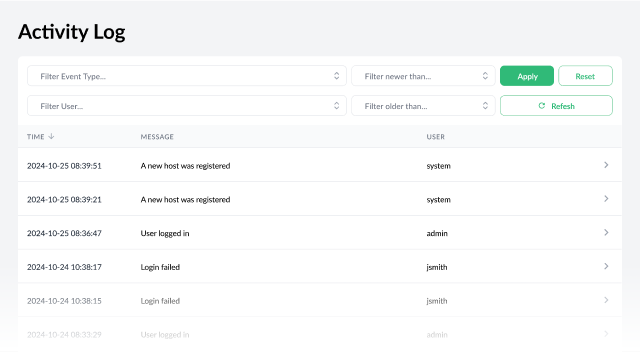 Activity Log
Filter Event Type... Filter newer than... Apply Reset
Filter User... Filter older than... Refesh
TIME MESSAGE USER
2024-10-25 08:39:51 A new host was registered system
2024-10-25 08:39:21 A new host was registered system
2024-10-25 08:36:47 User logged in admin
2024-10-24 10:38:17 Login failed jsmith
2024-10-24 10:38:15 Login failed jsmith
2024-10-24 08:33:29 User logged in admin